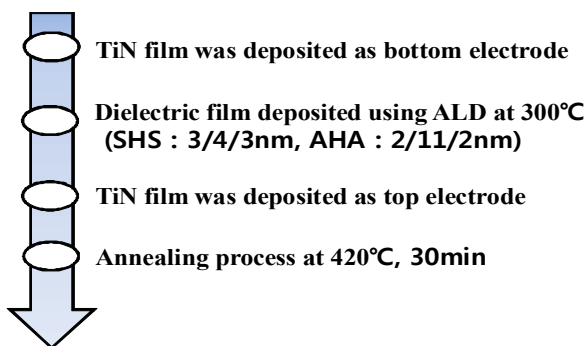 TiN film was deposited as bottom electrode
Dielectric film deposited using ALD at 300℃
(SHS : 3/4/3nm, AHA : 2/11/2nm)
TiN film was deposited as top electrode
Annealing process at 420℃, 30min